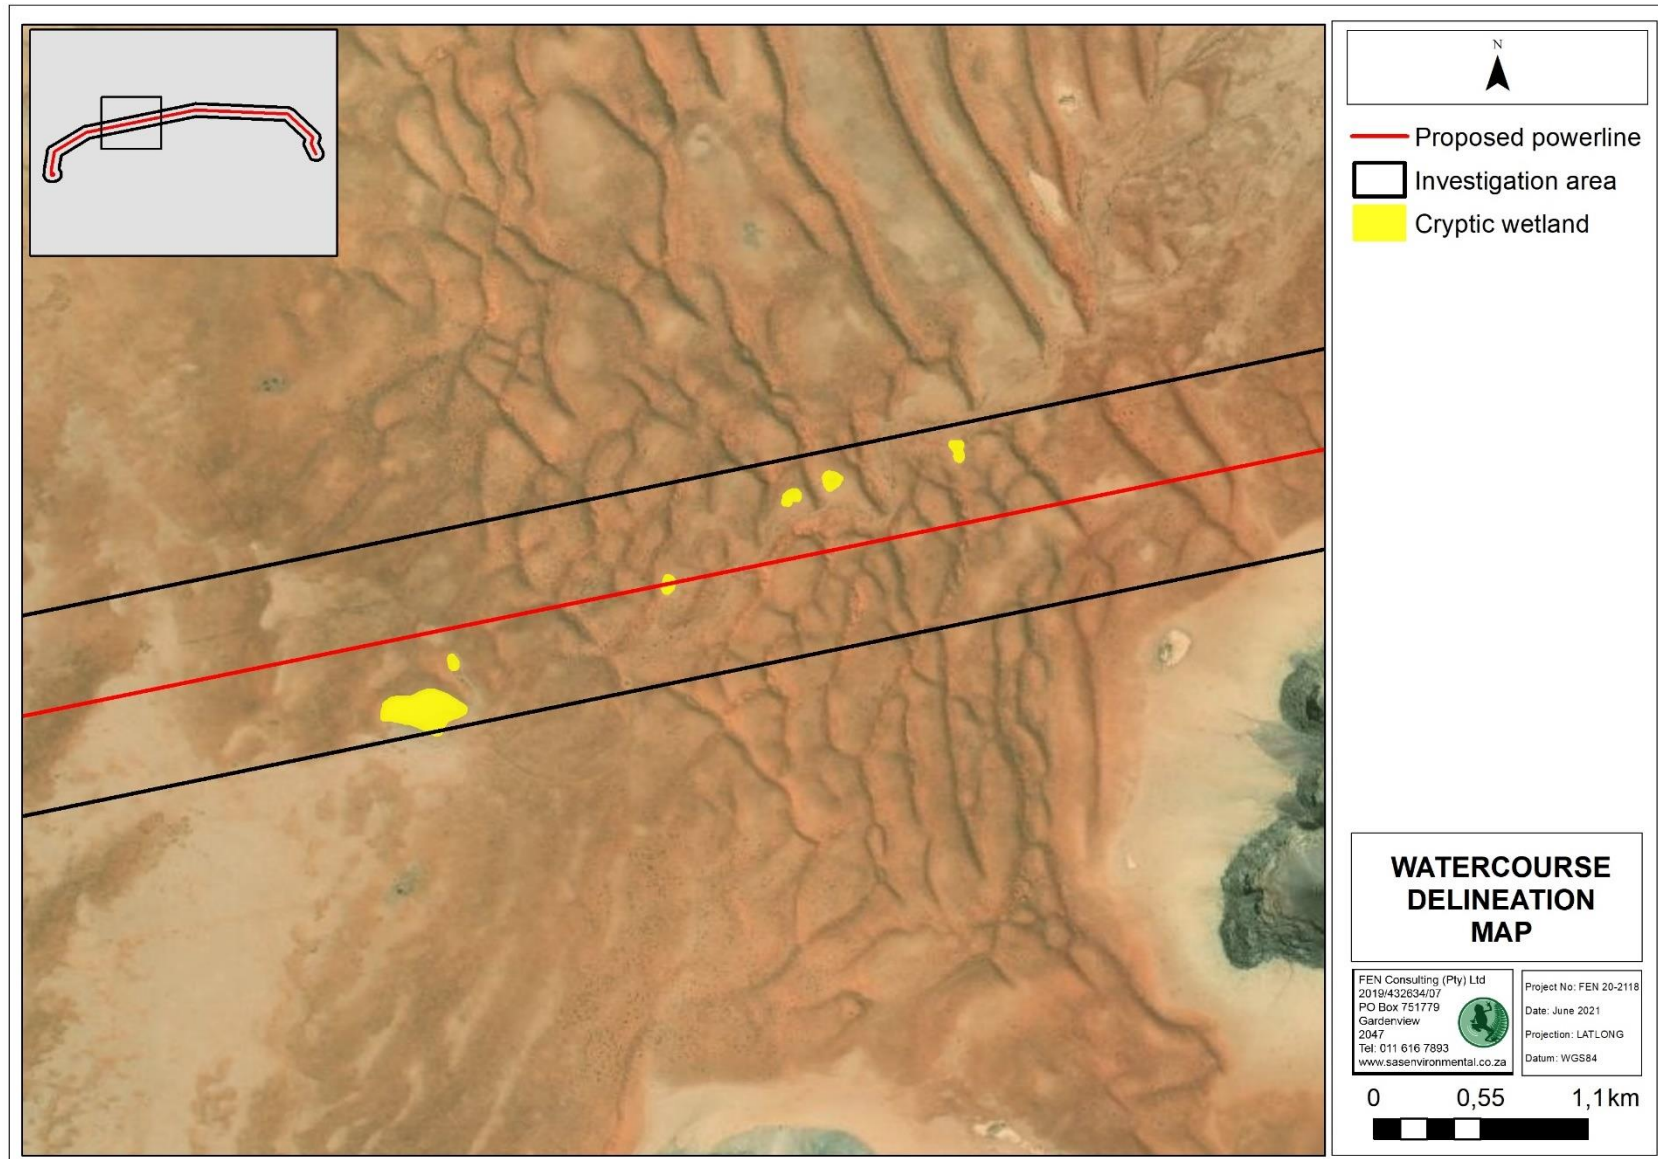 N
Proposed powerline
Investigation area
Cryptic wetland
WATERCOURSE
DELINEATION
MAP
FEN Consulting (Pty) Ltd
2019/432634/07
PO Box 751779
Gardenview
2047
Tel: 011 616 7893
www.sasenvironmental.co.za
Project No: FEN 20-2118
Date: June 2021
Projection: LATLONG
Datum: WGS84
0 0,55 1,1km